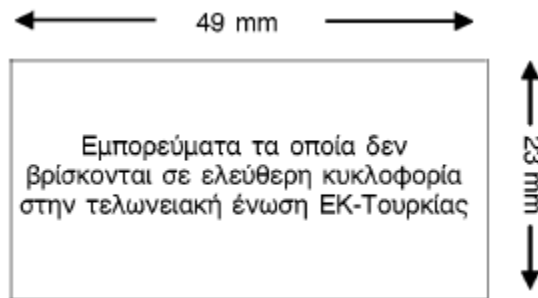 49 mm
Εμπορεύματα τα οποία δεν
βρίσκονται σε ελεύθερη κυκλοφορία
στην τελωνειακή ένωση ΕΚ-Τουρκίας
23 mm